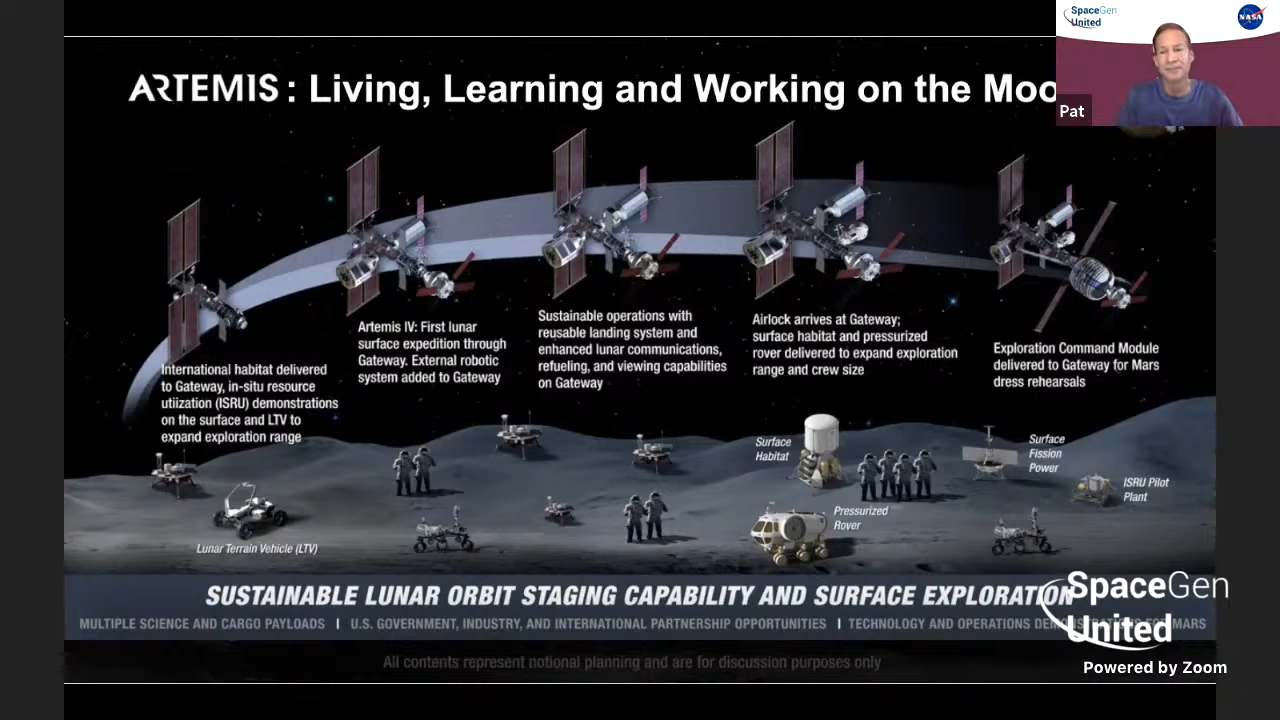 SpaceGen
United
NASA
Pat
ARTEMIS : Living, Learning and Working on the Moo
International habitat delivered
to Gateway, in-situ resource
utiization (ISRU) demonstrations
on the surface and LTV to
expand exploration range
Artemis IV: First lunar
surface expedition through
Gateway. External robotic
system added to Gateway
Sustainable operations with
reusable landing system and
enhanced lunar communications,
refueling, and viewing capabilities
on Gateway
Airlock arrives at Gateway;
surface habitat and pressurized
rover delivered to expand exploration
range and crew size
Exploration Command Module
delivered to Gateway for Mars
dress rehearsals
Surface
Habitat
Surface
Fission
Power
ISRU Pilot
Plant
Pressurized
Rover
Lunar Terrain Vehicle (LTV)
SUSTAINABLE LUNAR ORBIT STAGING CAPABILITY AND SURFACE EXPLORATION
MULTIPLE SCIENCE AND CARGO PAYLOADS | U.S. GOVERNMENT, INDUSTRY, AND INTERNATIONAL PARTNERSHIP OPPORTUNITIES | TECHNOLOGY AND OPERATIONS MARS
SpaceGen
United
All contents represent notional planning and are for discussion purposes only
Powered by Zoom